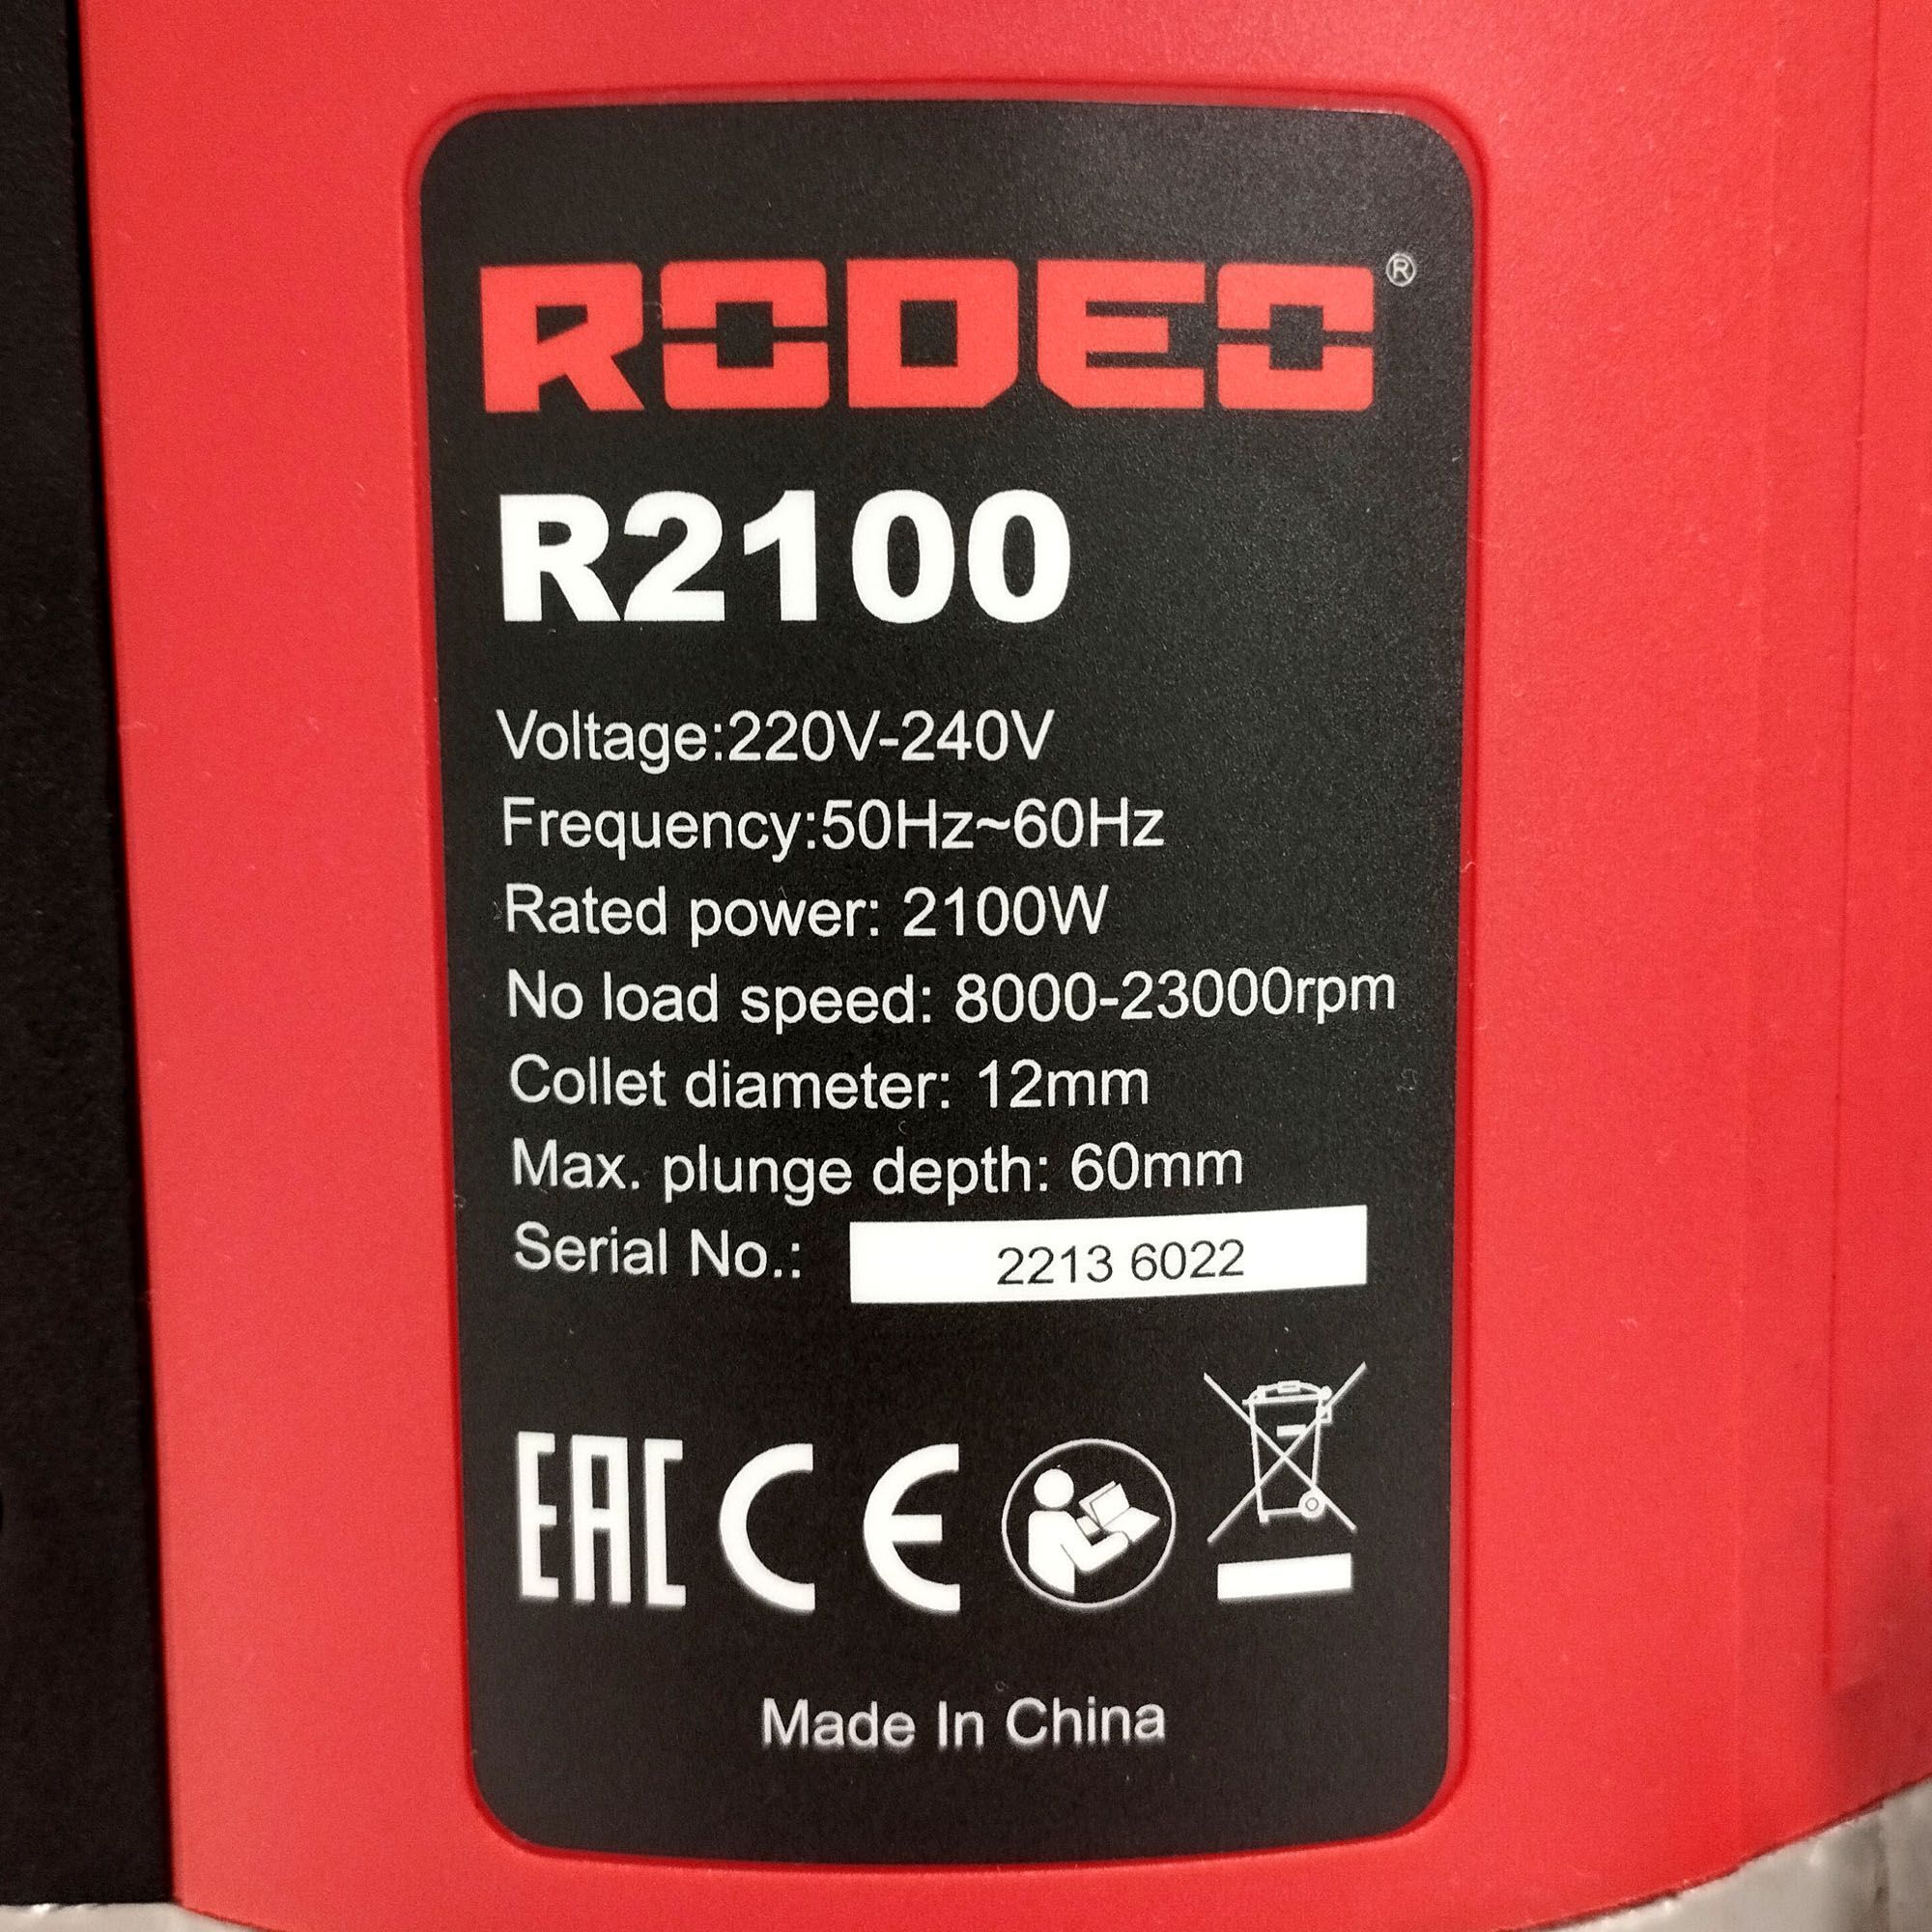 RODEO®
R2100
Voltage:220V-240V
Frequency:50Hz~60Hz
Rated power: 2100W
No load speed: 8000-23000rpm
Collet diameter: 12mm
Max. plunge depth: 60mm
Serial No.: 2213 6022
EAC CE
Made In China